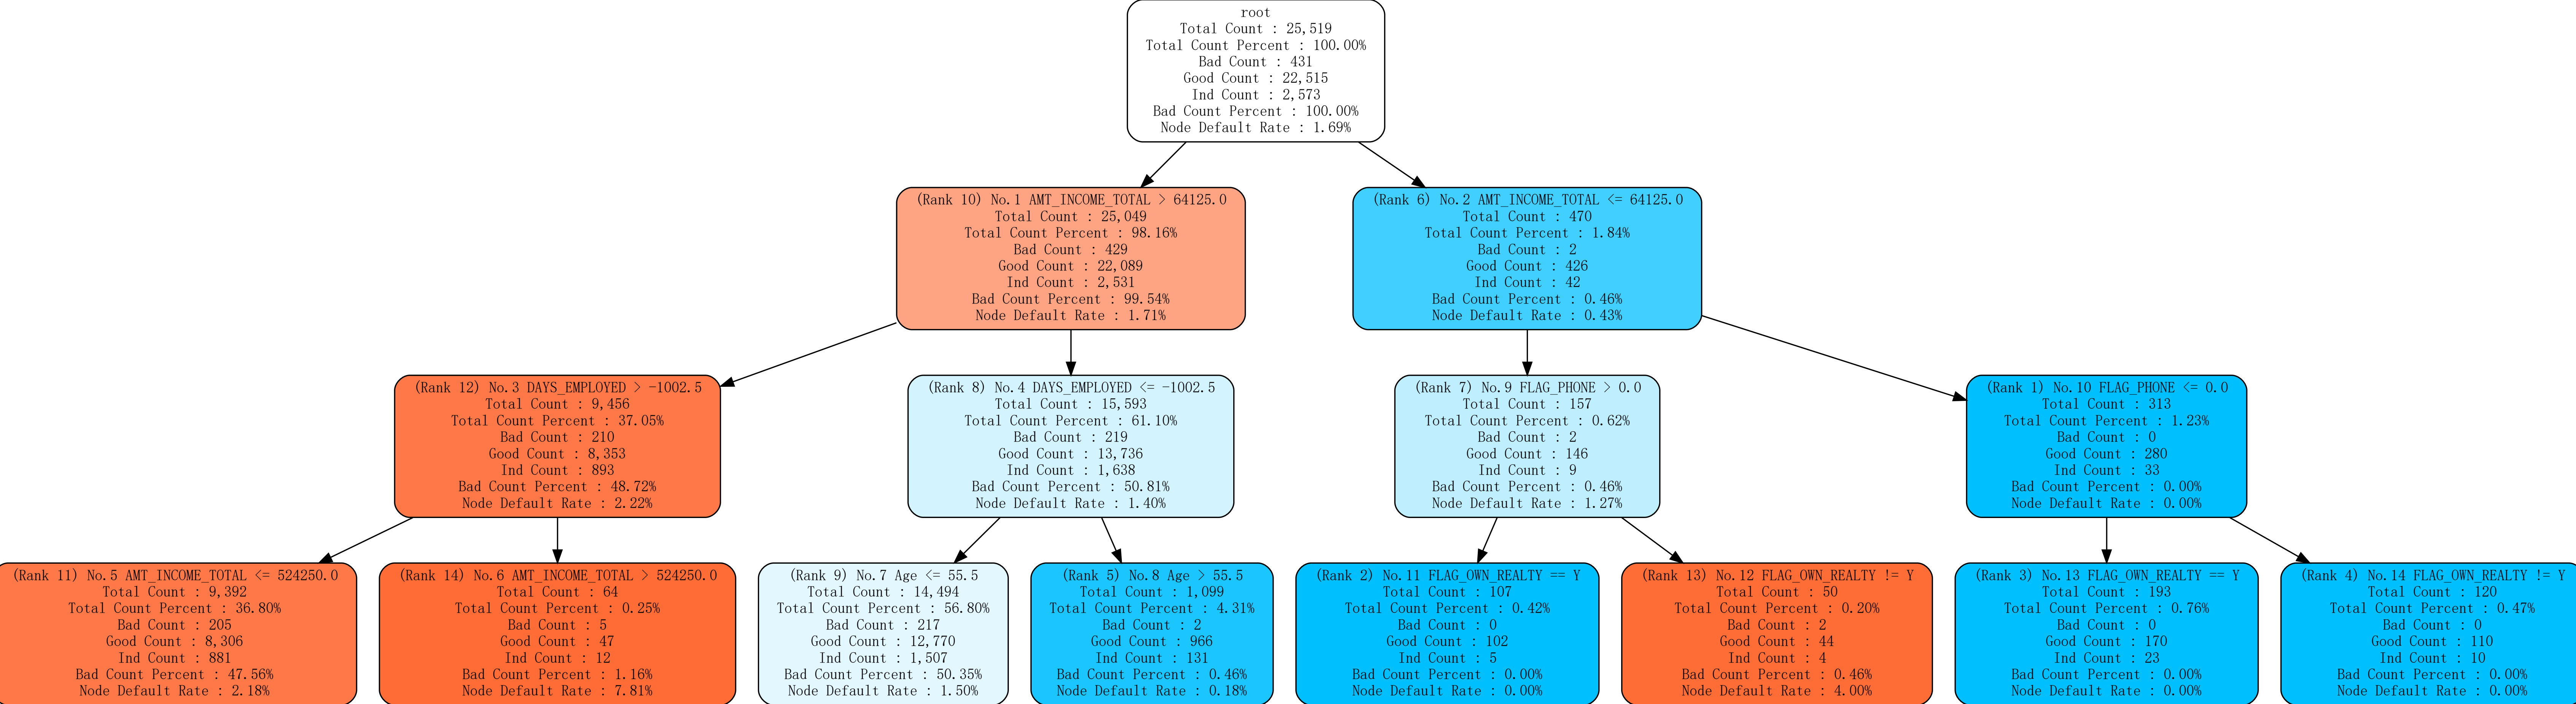 root
Total Count : 25,519
Total Count Percent : 100.00%
Bad Count : 431
Good Count : 22,515
Ind Count : 2,573
Bad Count Percent : 100.00%
Node Default Rate : 1.69%
(Rank 10) No.1 AMT_INCOME_TOTAL > 64125.0
Total Count : 25,049
Total Count Percent : 98.16%
Bad Count : 429
Good Count : 22,089
Ind Count : 2,531
Bad Count Percent : 99.54%
Node Default Rate : 1.71%
(Rank 6) No.2 AMT_INCOME_TOTAL <= 64125.0
Total Count : 470
Total Count Percent : 1.84%
Bad Count : 2
Good Count : 426
Ind Count : 42
Bad Count Percent : 0.46%
Node Default Rate : 0.43%
(Rank 12) No.3 DAYS_EMPLOYED > -1002.5
Total Count : 9,456
Total Count Percent : 37.05%
Bad Count : 210
Good Count : 8,353
Ind Count : 893
Bad Count Percent : 48.72%
Node Default Rate : 2.22%
(Rank 8) No.4 DAYS_EMPLOYED <= -1002.5
Total Count : 15,593
Total Count Percent : 61.10%
Bad Count : 219
Good Count : 13,736
Ind Count : 1,638
Bad Count Percent : 50.81%
Node Default Rate : 1.40%
(Rank 7) No.9 FLAG_PHONE > 0.0
Total Count : 157
Total Count Percent : 0.62%
Bad Count : 2
Good Count : 146
Ind Count : 9
Bad Count Percent : 0.46%
Node Default Rate : 1.27%
(Rank 1) No.10 FLAG_PHONE <= 0.0
Total Count : 313
Total Count Percent : 1.23%
Bad Count : 0
Good Count : 280
Ind Count : 33
Bad Count Percent : 0.00%
Node Default Rate : 0.00%
(Rank 11) No.5 AMT_INCOME_TOTAL <= 524250.0
Total Count : 9,392
Total Count Percent : 36.80%
Bad Count : 205
Good Count : 8,306
Ind Count : 881
Bad Count Percent : 47.56%
Node Default Rate : 2.18%
(Rank 14) No.6 AMT_INCOME_TOTAL > 524250.0
Total Count : 64
Total Count Percent : 0.25%
Bad Count : 5
Good Count : 47
Ind Count : 12
Bad Count Percent : 1.16%
Node Default Rate : 7.81%
(Rank 9) No.7 Age <= 55.5
Total Count : 14,494
Total Count Percent : 56.80%
Bad Count : 217
Good Count : 12,770
Ind Count : 1,507
Bad Count Percent : 50.35%
Node Default Rate : 1.50%
(Rank 5) No.8 Age > 55.5
Total Count : 1,099
Total Count Percent : 4.31%
Bad Count : 2
Good Count : 966
Ind Count : 131
Bad Count Percent : 0.46%
Node Default Rate : 0.18%
(Rank 2) No.11 FLAG_OWN_REALTY == Y
Total Count : 107
Total Count Percent : 0.42%
Bad Count : 0
Good Count : 102
Ind Count : 5
Bad Count Percent : 0.00%
Node Default Rate : 0.00%
(Rank 13) No.12 FLAG_OWN_REALTY != Y
Total Count : 50
Total Count Percent : 0.20%
Bad Count : 2
Good Count : 44
Ind Count : 4
Bad Count Percent : 0.46%
Node Default Rate : 4.00%
(Rank 3) No.13 FLAG_OWN_REALTY == Y
Total Count : 193
Total Count Percent : 0.76%
Bad Count : 0
Good Count : 170
Ind Count : 23
Bad Count Percent : 0.00%
Node Default Rate : 0.00%
(Rank 4) No.14 FLAG_OWN_REALTY != Y
Total Count : 120
Total Count Percent : 0.47%
Bad Count : 0
Good Count : 110
Ind Count : 10
Bad Count Percent : 0.00%
Node Default Rate : 0.00%